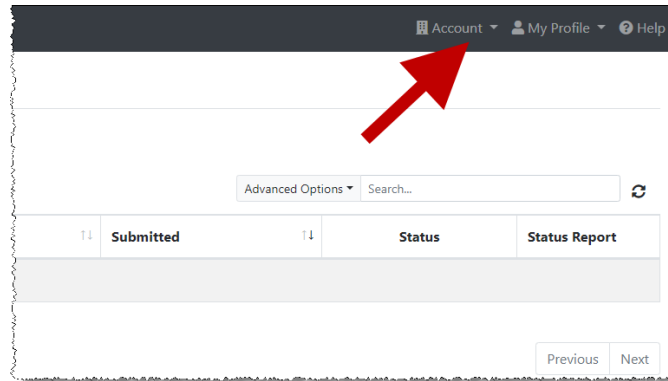 Account My Profile Help
Advanced Options Search...
Submitted Status Status Report
Previous Next